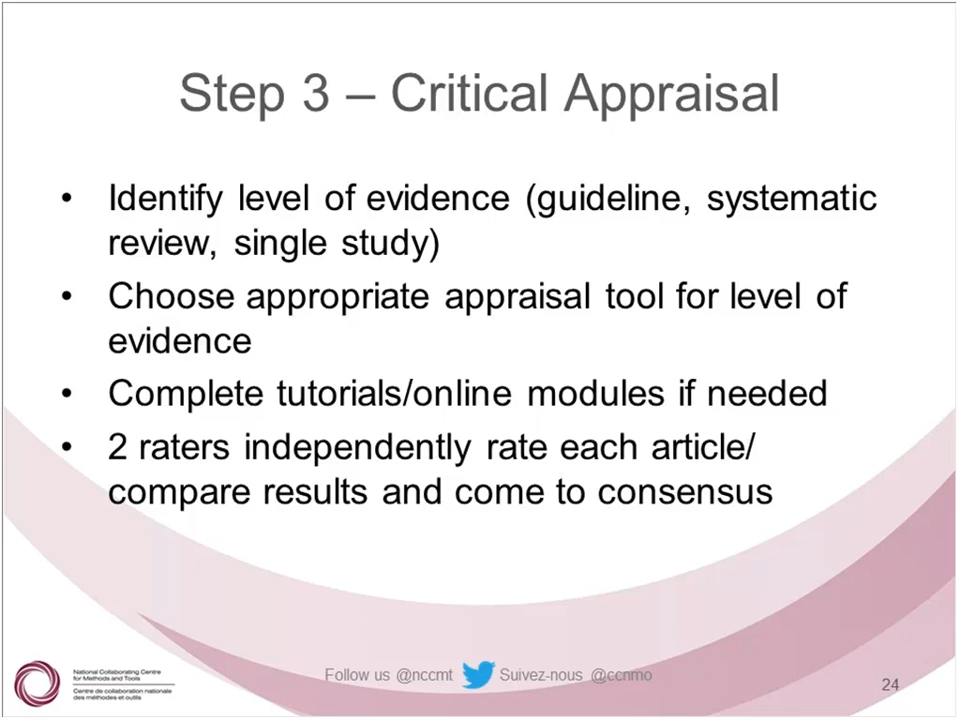 Step 3 – Critical Appraisal
• Identify level of evidence (guideline, systematic
review, single study)
• Choose appropriate appraisal tool for level of
evidence
• Complete tutorials/online modules if needed
• 2 raters independently rate each article/
compare results and come to consensus
National Collaborating Centre
for Methods and Tools
Centre de collaboration nationale
des méthodes et outils
Follow us @nccmt Suivez-nous @ccnmo
24